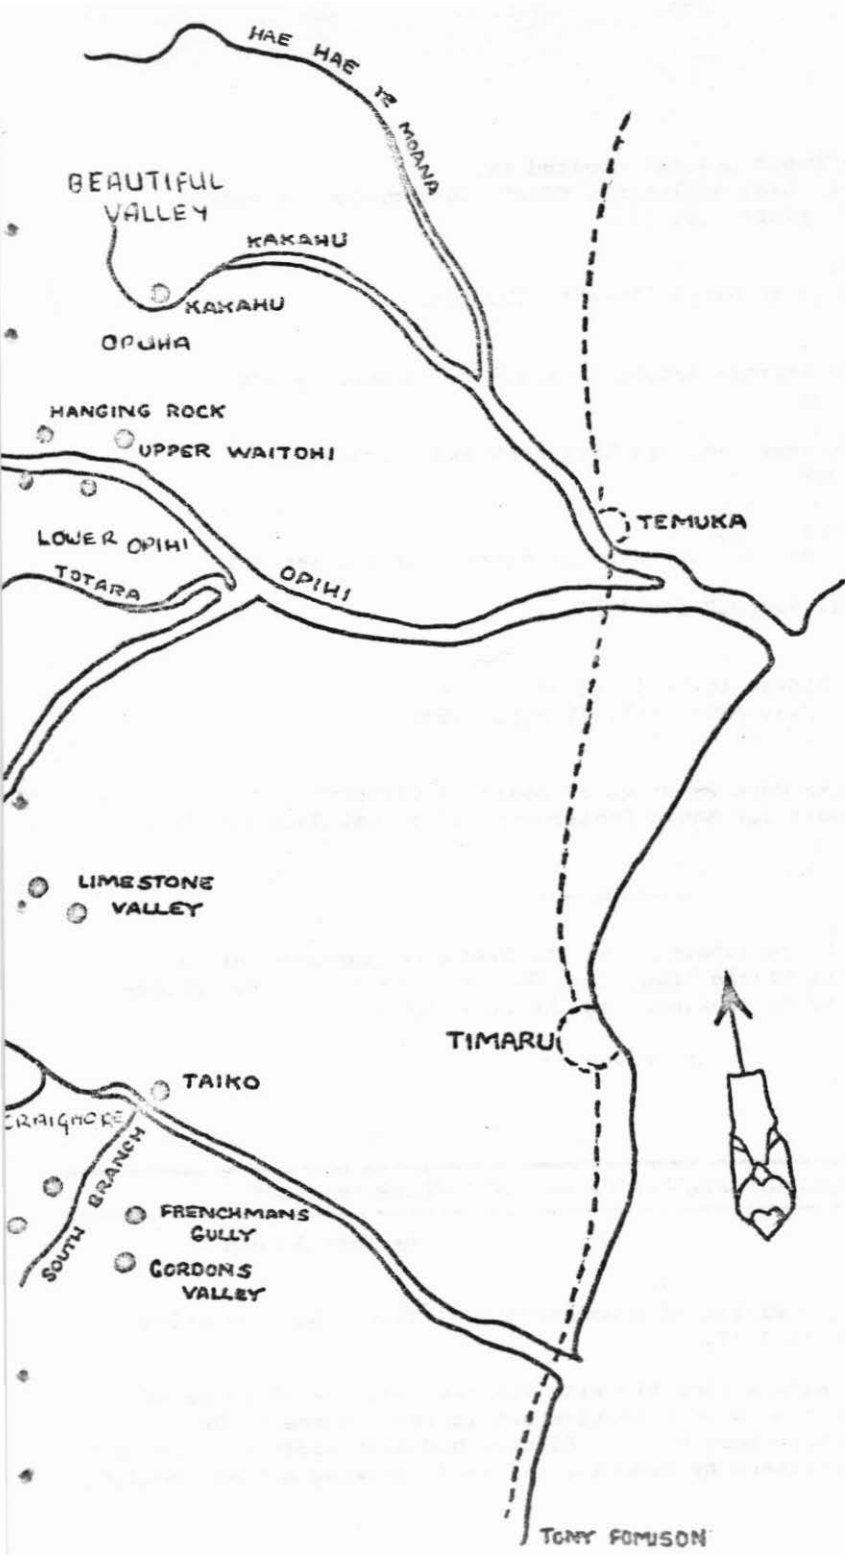 HAE HAE TE MOANA
BEAUTIFUL
VALLEY
KAKAHU
KAKAHU
OPUHA
HANGING ROCK
UPPER WAITOHI
TEMUKA
LOWER OPIHI
TOTARA
OPIHI
LIMESTONE
VALLEY
TIMARU
TAIKO
CRAIGMORE
SOUTH BRANCH
FRENCHMANS
GULLY
GORDONS
VALLEY
TONY FOMISON